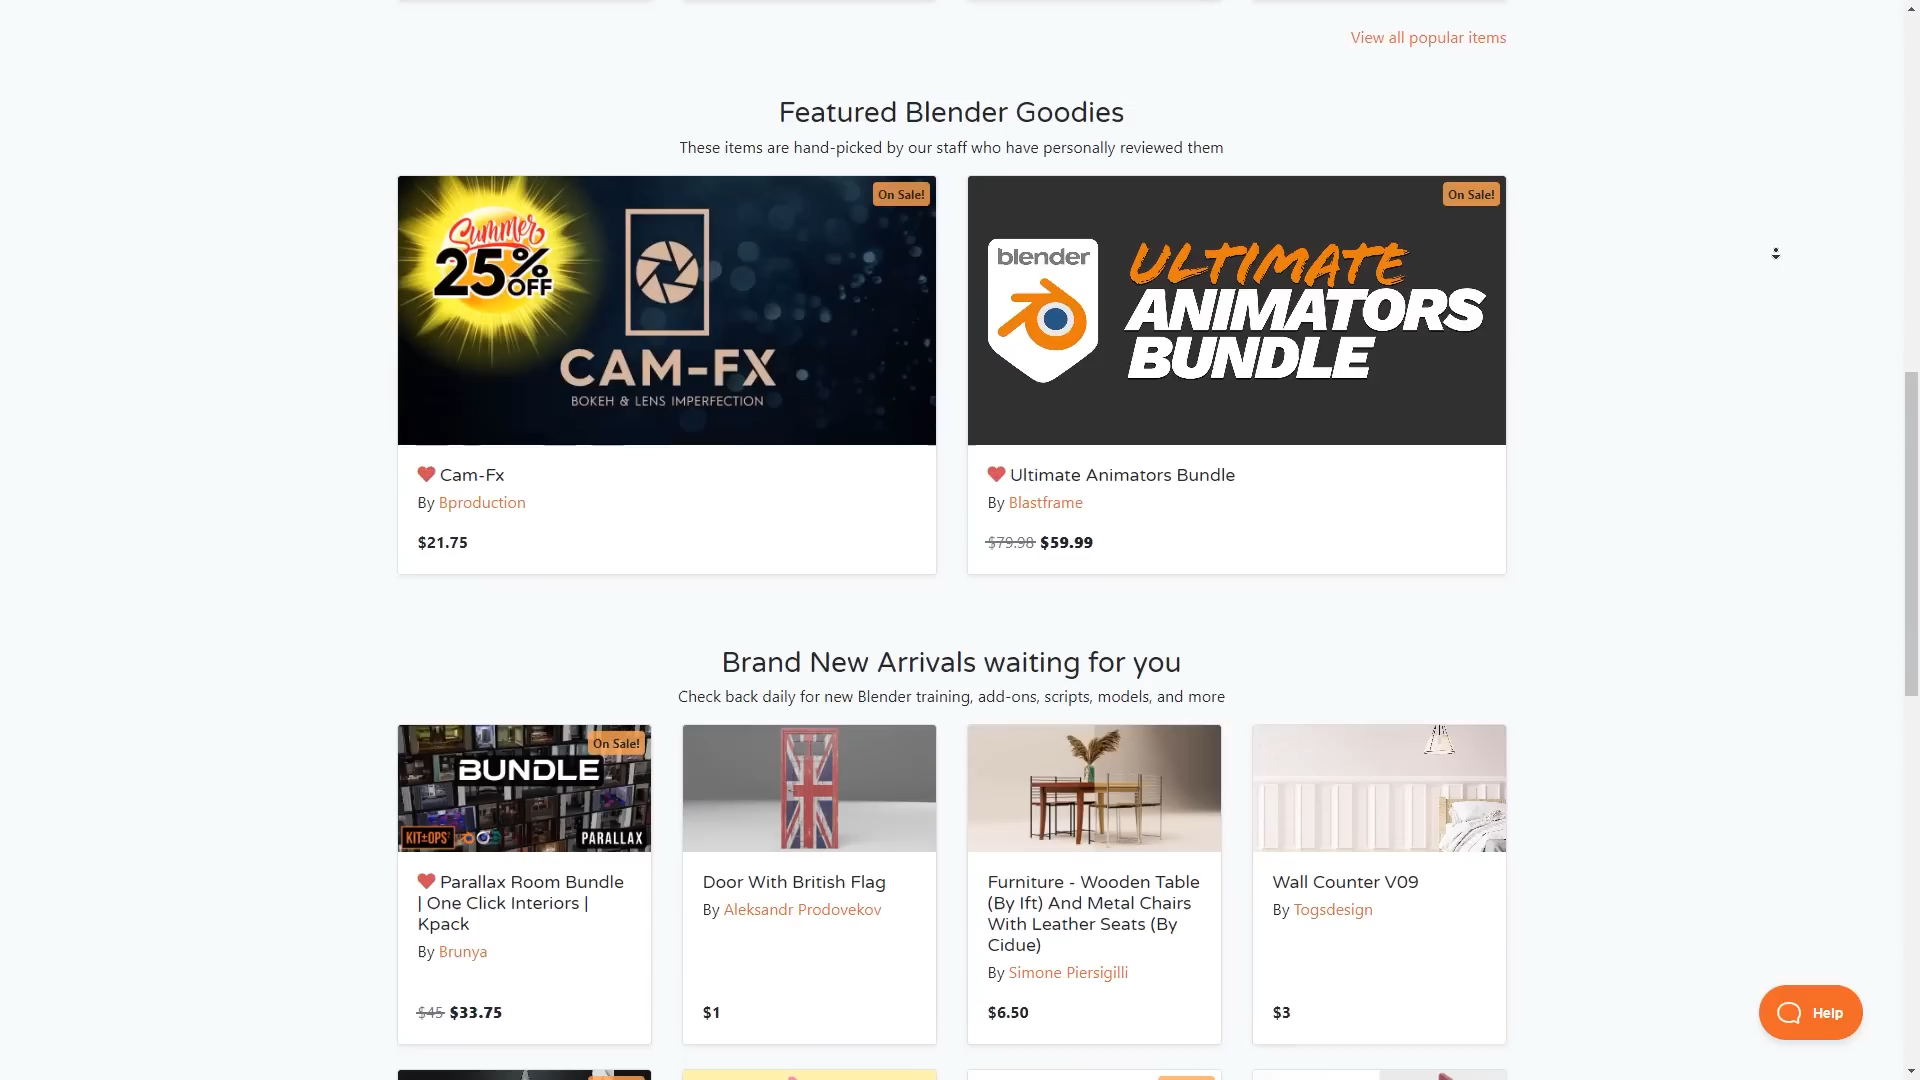 View all popular items
Featured Blender Goodies
These items are hand-picked by our staff who have personally reviewed them
On Sale!
Summer
25%
OFF
CAM-FX
BOKEH & LENS IMPERFECTION
Cam-Fx
By Bproduction
$21.75
On Sale!
blender
ULTIMATE
ANIMATORS
BUNDLE
Ultimate Animators Bundle
By Blastframe
$79.98 $59.99
Brand New Arrivals waiting for you
Check back daily for new Blender training, add-ons, scripts, models, and more
On Sale!
BUNDLE
KIT±OPS
PARALLAX
Parallax Room Bundle
| One Click Interiors |
Kpack
By Brunya
$45 $33.75
Door With British Flag
By Aleksandr Prodovekov
$1
Furniture - Wooden Table
(By Ift) And Metal Chairs
With Leather Seats (By
Cidue)
By Simone Piersigilli
$6.50
Wall Counter V09
By Togsdesign
$3
Help